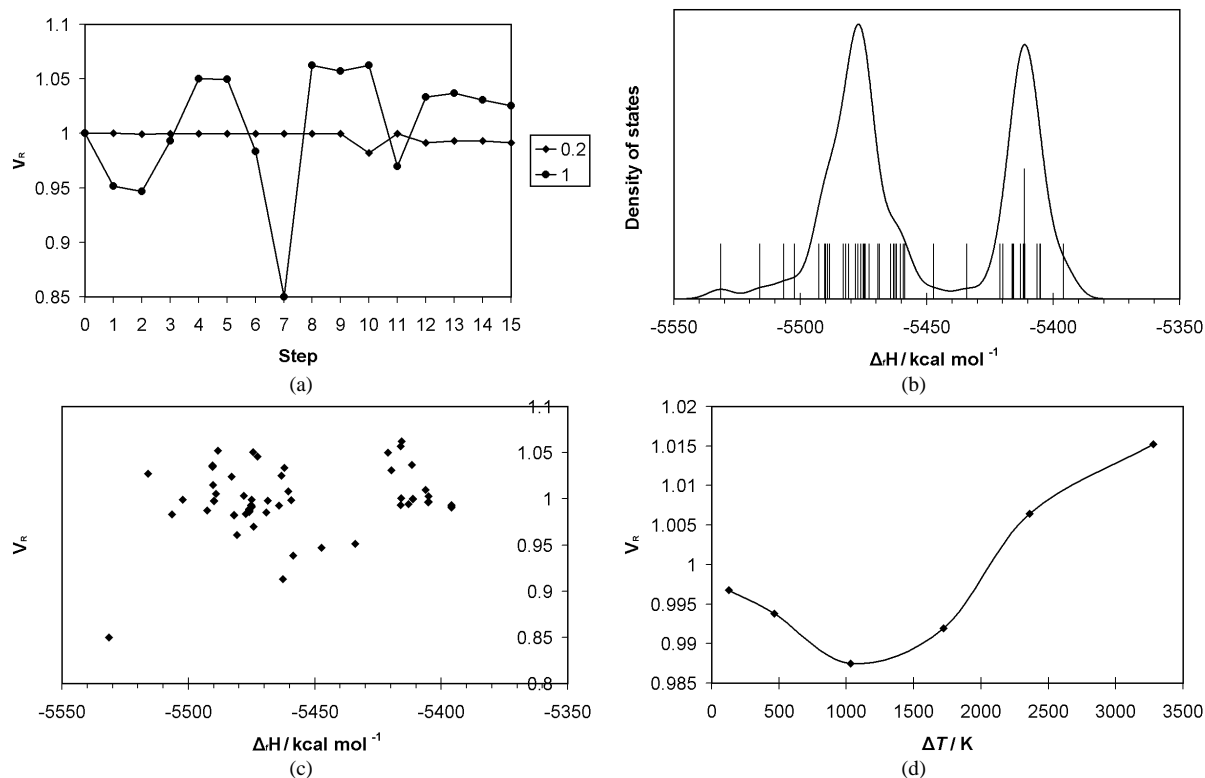 1.1
1.05
1
0.95
0.9
0.85
V_R
0 1 2 3 4 5 6 7 8 9 10 11 12 13 14 15
Step
0.2
1
(a)
Density of states
-5550 -5500 -5450 -5400 -5350
ΔfH / kcal mol -1
(b)
1.1
1.05
1
0.95
0.9
0.85
0.8
V_R
-5550 -5500 -5450 -5400 -5350
ΔfH / kcal mol -1
(c)
1.02
1.015
1.01
1.005
1
0.995
0.99
0.985
V_R
0 500 1000 1500 2000 2500 3000 3500
ΔT / K
(d)